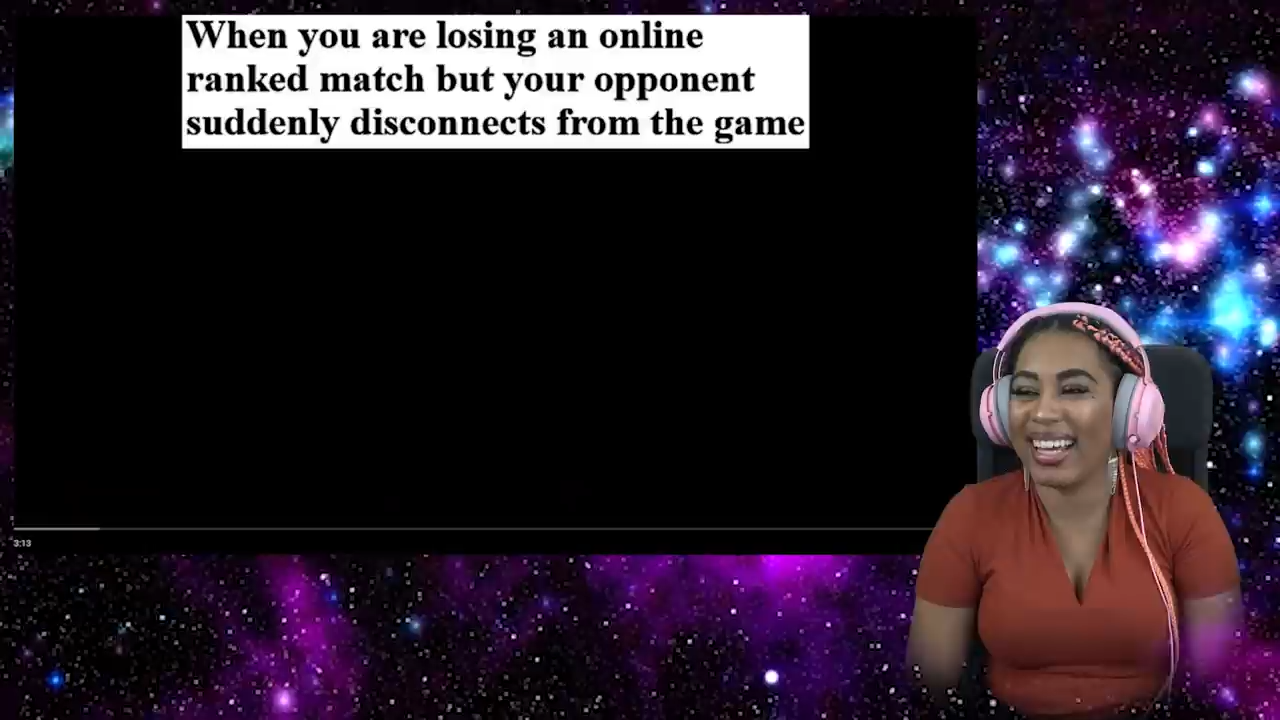 When you are losing an online
ranked match but your opponent
suddenly disconnects from the game
3:13